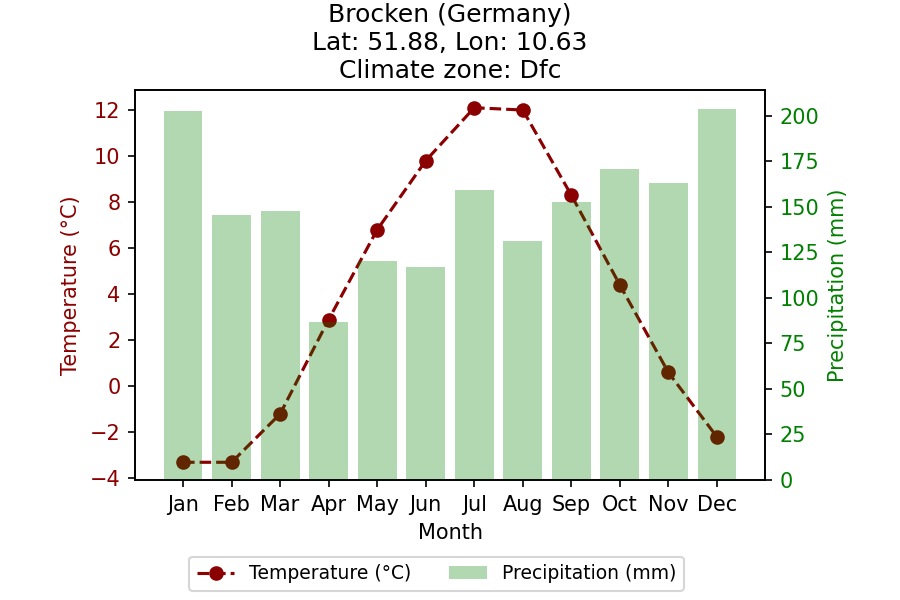 Brocken (Germany)
Lat: 51.88, Lon: 10.63
Climate zone: Dfc
12
10
8
6
4
2
0
−2
−4
Temperature (°C)
200
175
150
125
100
75
50
25
0
Precipitation (mm)
Jan Feb Mar Apr May Jun Jul Aug Sep Oct Nov Dec
Month
Temperature (°C) Precipitation (mm)